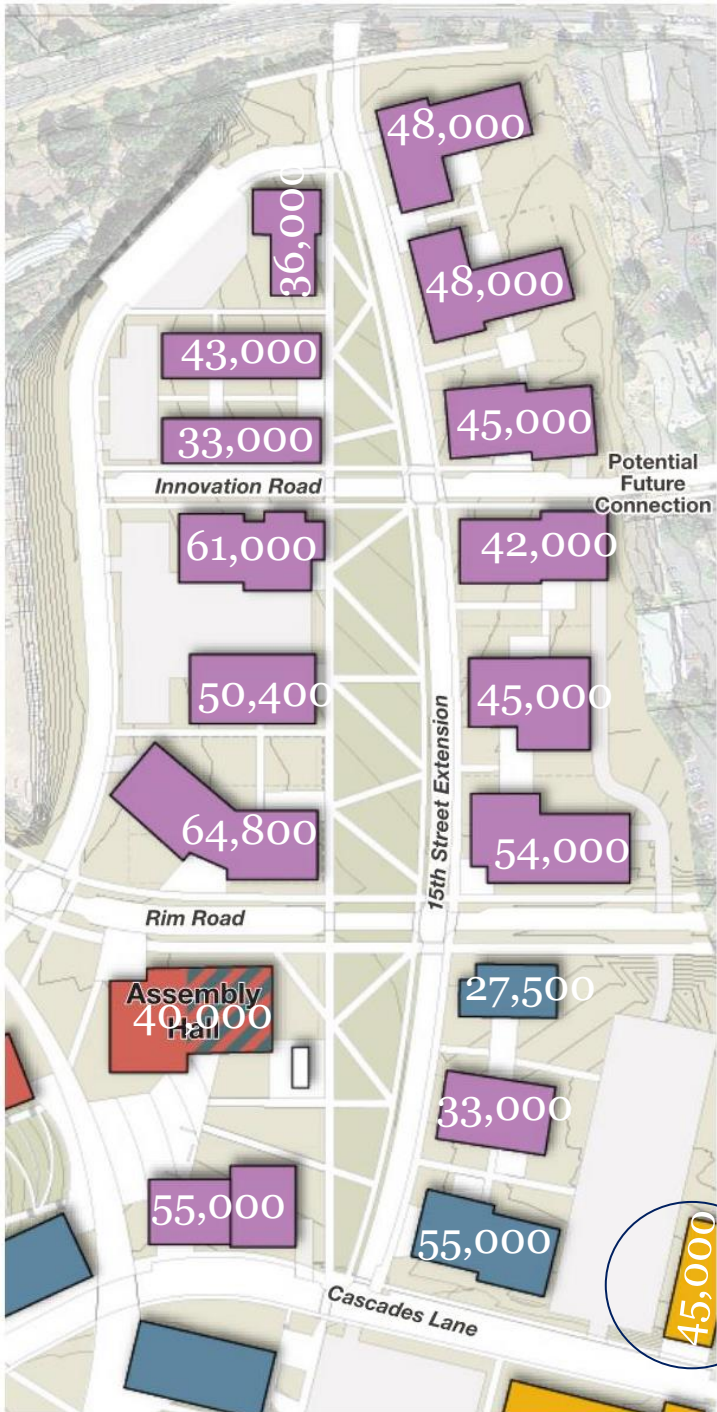 48,000
36,000
48,000
43,000
45,000
33,000
Potential
Future
Connection
Innovation Road
61,000
42,000
50,400
45,000
15th Street Extension
64,800
54,000
Rim Road
27,500
Assembly
Hall
40,000
33,000
55,000
55,000
45,000
Cascades Lane